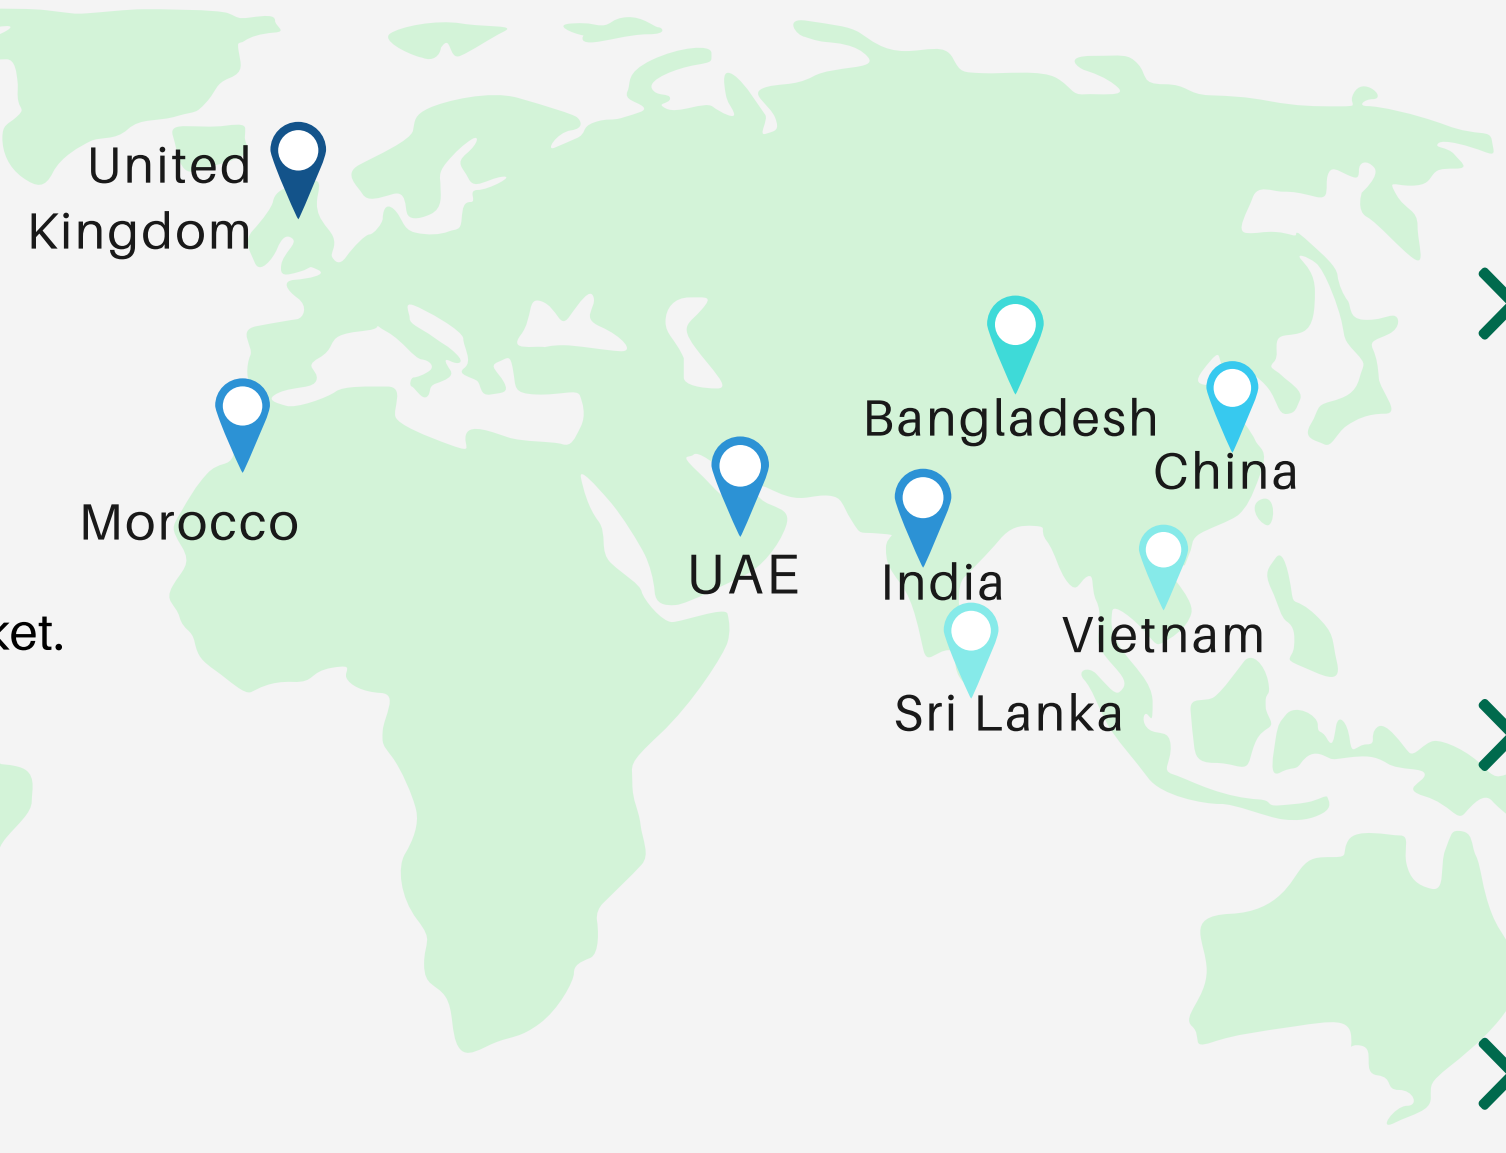 United
Kingdom
Bangladesh
China
Morocco
UAE
India
ket.
Vietnam
Sri Lanka